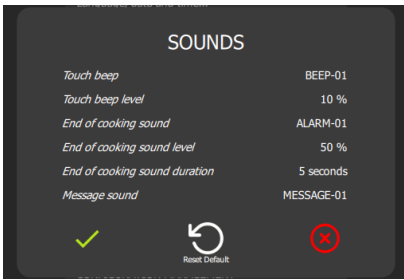 SOUNDS
Touch beep BEEP-01
Touch beep level 10 %
End of cooking sound ALARM-01
End of cooking sound level 50 %
End of cooking sound duration 5 seconds
Message sound MESSAGE-01
Reset Default